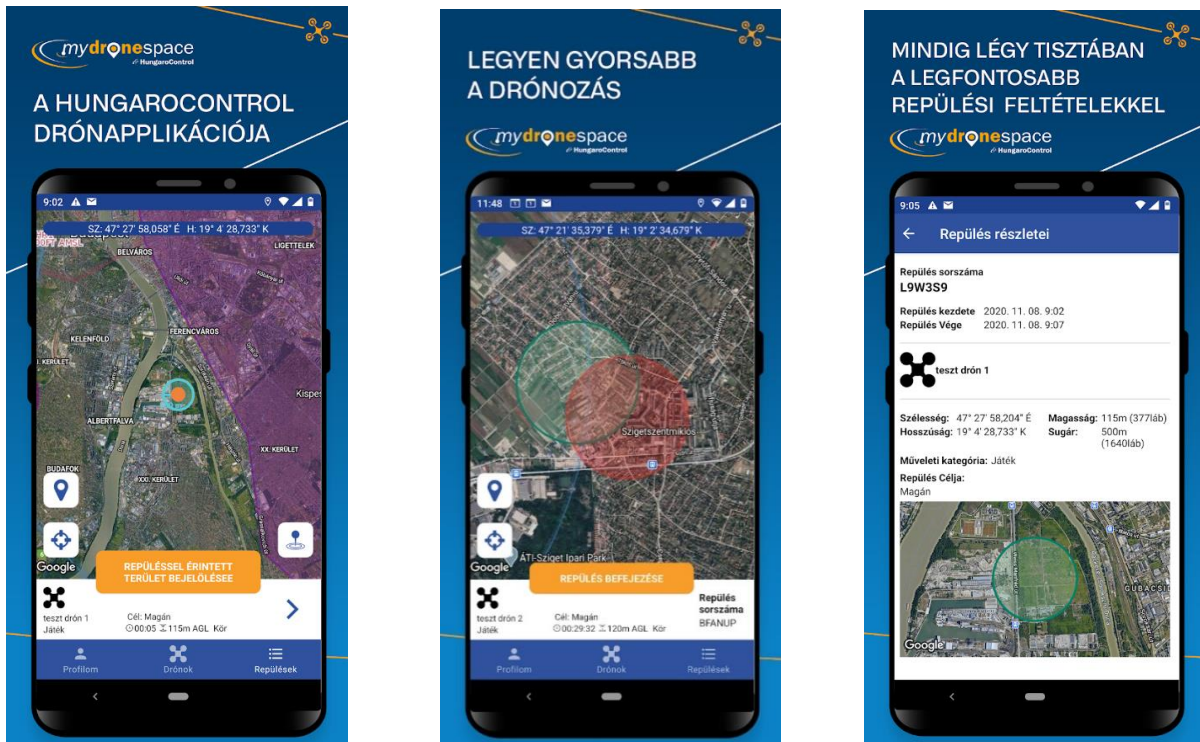 mydronespace
HungaroControl
A HUNGAROCONTROL
DRÓNAPPLIKÁCIÓJA
9:02
SZ: 47° 27' 58,058" É H: 19° 4' 28,733" K
Budapest
LIGETTELEK
BELVÁROS
FERENCVÁROS
KELENFÖLD
KERÜLET
Kispes
ALBERTFALVA
XX. KERÜLET
BUDAFOK
XXI. KERÜLET
Google
REPÜLÉSSEL ÉRINTETT
TERÜLET BEJELÖLÉSEE
teszt drón 1
Játék
Cél: Magán
00:05 115m AGL Kör
Profilom
Drónok
Repülések
LEGYEN GYORSABB
A DRÓNOZÁS
mydronespace
HungaroControl
11:48
SZ: 47° 21' 35,379" É H: 19° 2' 34,679" K
Szigetszentmiklós
ÁTI-Sziget Ipari Park
Google
REPÜLÉS BEFEJEZÉSE
teszt drón 2
Játék
Cél: Magán
00:29:32 120m AGL Kör
Repülés
sorszáma
BFANUP
Profilom
Drónok
Repülések
MINDIG LÉGY TISZTÁBAN
A LEGFONTOSABB
REPÜLÉSI FELTÉTELEKKEL
mydronespace
HungaroControl
9:05
Repülés részletei
Repülés sorszáma
L9W3S9
Repülés kezdete 2020. 11. 08. 9:02
Repülés Vége 2020. 11. 08. 9:07
teszt drón 1
Szélesség: 47° 27' 58,204" É Magasság: 115m (377láb)
Hosszúság: 19° 4' 28,733" K Sugár: 500m
(1640láb)
Műveleti kategória: Játék
Repülés Célja:
Magán
GUBACSI
Google